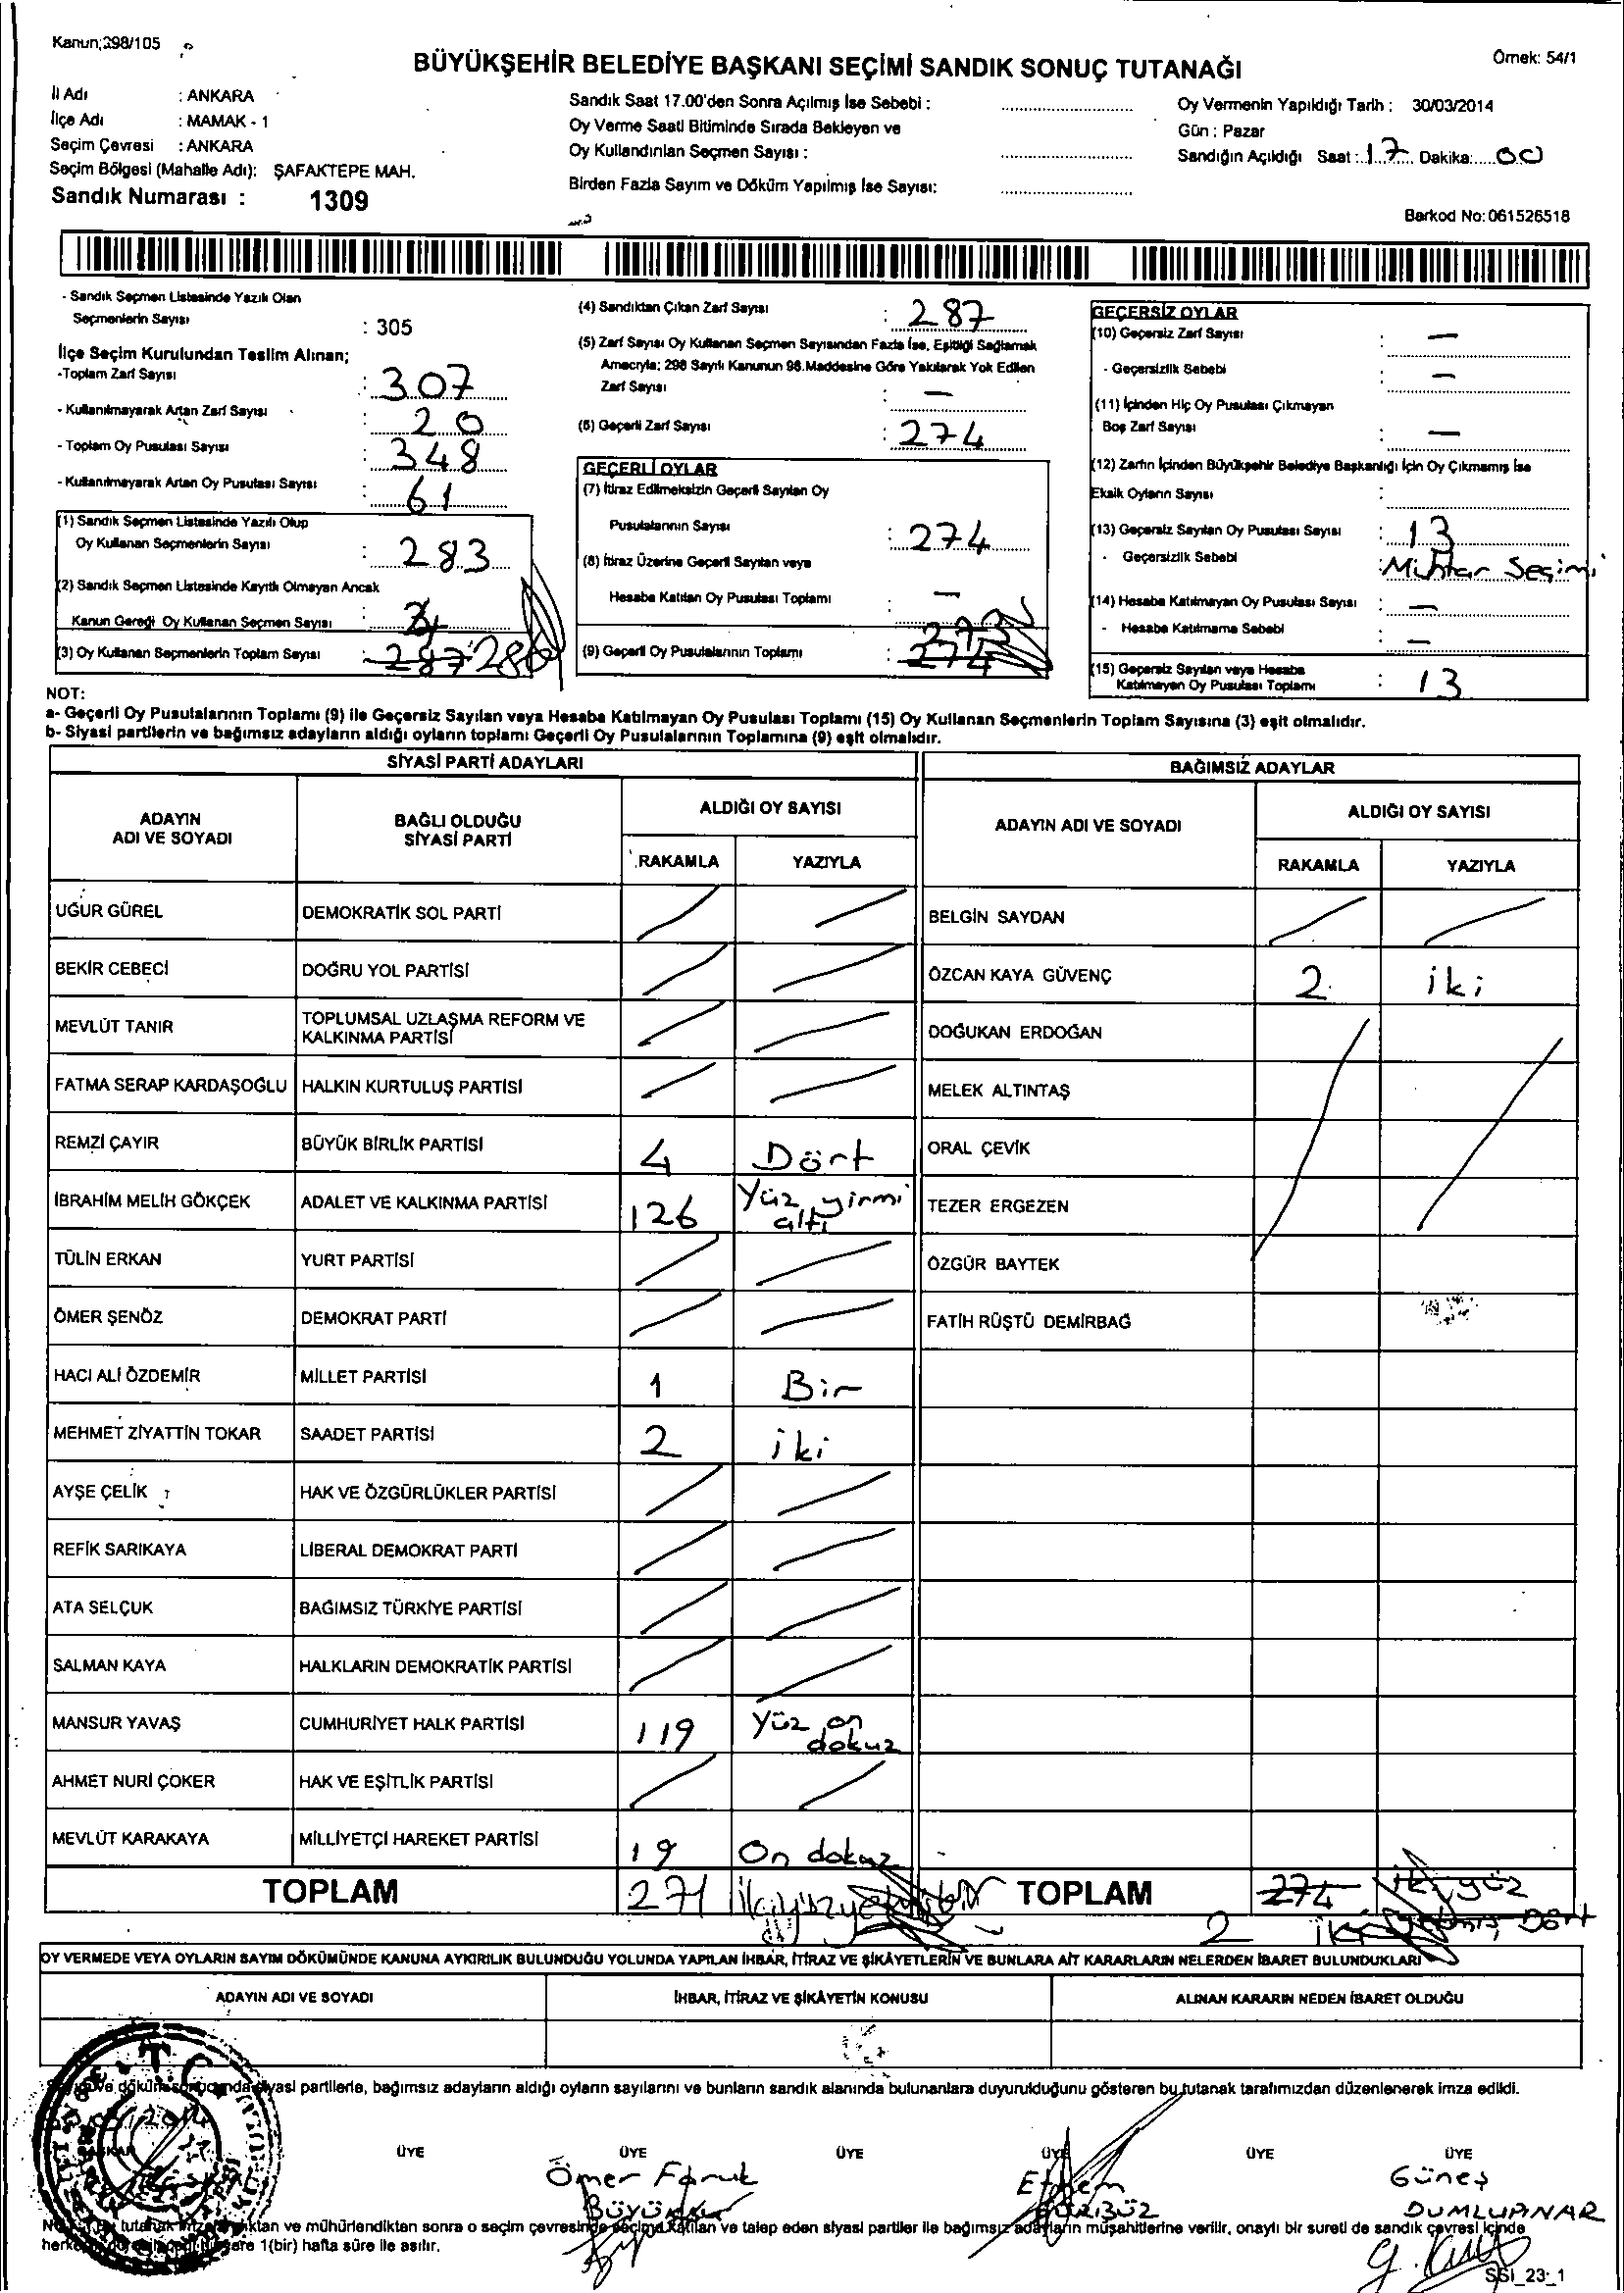 Kanun;298/105
Örnek: 54/1
BÜYÜKŞEHİR BELEDİYE BAŞKANI SEÇİMİ SANDIK SONUÇ TUTANAĞI
İl Adı : ANKARA
İlçe Adı : MAMAK - 1
Seçim Çevresi : ANKARA
Seçim Bölgesi (Mahalle Adı): ŞAFAKTEPE MAH.
Sandık Numarası : 1309
Sandık Saat 17.00'den Sonra Açılmış İse Sebebi :
Oy Verme Saati Bitiminde Sırada Bekleyen ve
Oy Kullandırılan Seçmen Sayısı :
Birden Fazla Sayım ve Döküm Yapılmış İse Sayısı:
Oy Vermenin Yapıldığı Tarih : 30/03/2014
Gün : Pazar
Sandığın Açıldığı Saat : 17 Dakika: 00
Barkod No: 061526518
- Sandık Seçmen Listesinde Yazılı Olan
Seçmenlerin Sayısı : 305
İlçe Seçim Kurulundan Teslim Alınan;
-Toplam Zarf Sayısı : 307
- Kullanılmayarak Artan Zarf Sayısı : 20
- Toplam Oy Pusulası Sayısı : 348
- Kullanılmayarak Artan Oy Pusulası Sayısı : 61
(1) Sandık Seçmen Listesinde Yazılı Olup
Oy Kullanan Seçmenlerin Sayısı : 283
(2) Sandık Seçmen Listesinde Kayıtlı Olmayan Ancak
Kanun Gereği Oy Kullanan Seçmen Sayısı :
(3) Oy Kullanan Seçmenlerin Toplam Sayısı : 287 286
(4) Sandıktan Çıkan Zarf Sayısı : 287
(5) Zarf Sayısı Oy Kullanan Seçmen Sayısından Fazla İse, Eşitliği Sağlamak
Amacıyla; 298 Sayılı Kanunun 98.Maddesine Göre Yakılarak Yok Edilen
Zarf Sayısı : —
(6) Geçerli Zarf Sayısı : 274
GEÇERLİ OYLAR
(7) İtiraz Edilmeksizin Geçerli Sayılan Oy
Pusulalarının Sayısı : 274
(8) İtiraz Üzerine Geçerli Sayılan veya
Hesaba Katılan Oy Pusulası Toplamı : —
(9) Geçerli Oy Pusulalarının Toplamı : 274 273
GEÇERSİZ OYLAR
(10) Geçersiz Zarf Sayısı : —
- Geçersizlik Sebebi : —
(11) İçinden Hiç Oy Pusulası Çıkmayan
Boş Zarf Sayısı : —
(12) Zarfın İçinden Büyükşehir Belediye Başkanlığı İçin Oy Çıkmamış İse
Eksik Oyların Sayısı :
(13) Geçersiz Sayılan Oy Pusulası Sayısı : 13
- Geçersizlik Sebebi : Muhtar Seçimi
(14) Hesaba Katılmayan Oy Pusulası Sayısı : —
- Hesaba Katılmama Sebebi : —
(15) Geçersiz Sayılan veya Hesaba
Katılmayan Oy Pusulası Toplamı : 13
NOT:
a- Geçerli Oy Pusulalarının Toplamı (9) ile Geçersiz Sayılan veya Hesaba Katılmayan Oy Pusulası Toplamı (15) Oy Kullanan Seçmenlerin Toplam Sayısına (3) eşit olmalıdır.
b- Siyasi partilerin ve bağımsız adayların aldığı oyların toplamı Geçerli Oy Pusulalarının Toplamına (9) eşit olmalıdır.
SİYASİ PARTİ ADAYLARI
ADAYIN ADI VE SOYADI
BAĞLI OLDUĞU SİYASİ PARTİ
ALDIĞI OY SAYISI
RAKAMLA YAZIYLA
UĞUR GÜREL DEMOKRATİK SOL PARTİ
BEKİR CEBECİ DOĞRU YOL PARTİSİ
MEVLÜT TANIR TOPLUMSAL UZLAŞMA REFORM VE KALKINMA PARTİSİ
FATMA SERAP KARDAŞOĞLU HALKIN KURTULUŞ PARTİSİ
REMZİ ÇAYIR BÜYÜK BİRLİK PARTİSİ 4 Dört
İBRAHİM MELİH GÖKÇEK ADALET VE KALKINMA PARTİSİ 126 Yüz yirmi altı
TÜLİN ERKAN YURT PARTİSİ
ÖMER ŞENÖZ DEMOKRAT PARTİ
HACI ALİ ÖZDEMİR MİLLET PARTİSİ 1 Bir
MEHMET ZİYATTİN TOKAR SAADET PARTİSİ 2 iki
AYŞE ÇELİK HAK VE ÖZGÜRLÜKLER PARTİSİ
REFİK SARIKAYA LİBERAL DEMOKRAT PARTİ
ATA SELÇUK BAĞIMSIZ TÜRKİYE PARTİSİ
SALMAN KAYA HALKLARIN DEMOKRATİK PARTİSİ
MANSUR YAVAŞ CUMHURİYET HALK PARTİSİ 119 Yüz on dokuz
AHMET NURİ ÇOKER HAK VE EŞİTLİK PARTİSİ
MEVLÜT KARAKAYA MİLLİYETÇİ HAREKET PARTİSİ 19 On dokuz
TOPLAM 271
BAĞIMSIZ ADAYLAR
ADAYIN ADI VE SOYADI
ALDIĞI OY SAYISI
RAKAMLA YAZIYLA
BELGİN SAYDAN
ÖZCAN KAYA GÜVENÇ 2 iki
DOĞUKAN ERDOĞAN
MELEK ALTINTAŞ
ORAL ÇEVİK
TEZER ERGEZEN
ÖZGÜR BAYTEK
FATİH RÜŞTÜ DEMİRBAĞ
TOPLAM 274 ikiyüz
2 iki Dört
OY VERMEDE VEYA OYLARIN SAYIM DÖKÜMÜNDE KANUNA AYKIRILIK BULUNDUĞU YOLUNDA YAPILAN İHBAR, İTİRAZ VE ŞİKÂYETLERİN VE BUNLARA AİT KARARLARIN NELERDEN İBARET BULUNDUKLARI
ADAYIN ADI VE SOYADI
İHBAR, İTİRAZ VE ŞİKÂYETİN KONUSU
ALINAN KARARIN NEDEN İBARET OLDUĞU
siyasi partilerle, bağımsız adayların aldığı oyların sayılarını ve bunların sandık alanında bulunanlara duyurulduğunu gösteren bu tutanak tarafımızdan düzenlenerek imza edildi.
BAŞKAN ÜYE ÜYE ÜYE ÜYE ÜYE ÜYE
Ömer Faruk
Ethem
GÜRBÜZ
Güneş
DUMLUPINAR
tutanak ve mühürlendikten sonra o seçim çevresinde seçime katılan ve talep eden siyasi partiler ile bağımsız adayların müşahitlerine verilir, onaylı bir sureti de sandık çevresi içinde
1(bir) hafta süre ile asılır.
SSİ_23_1